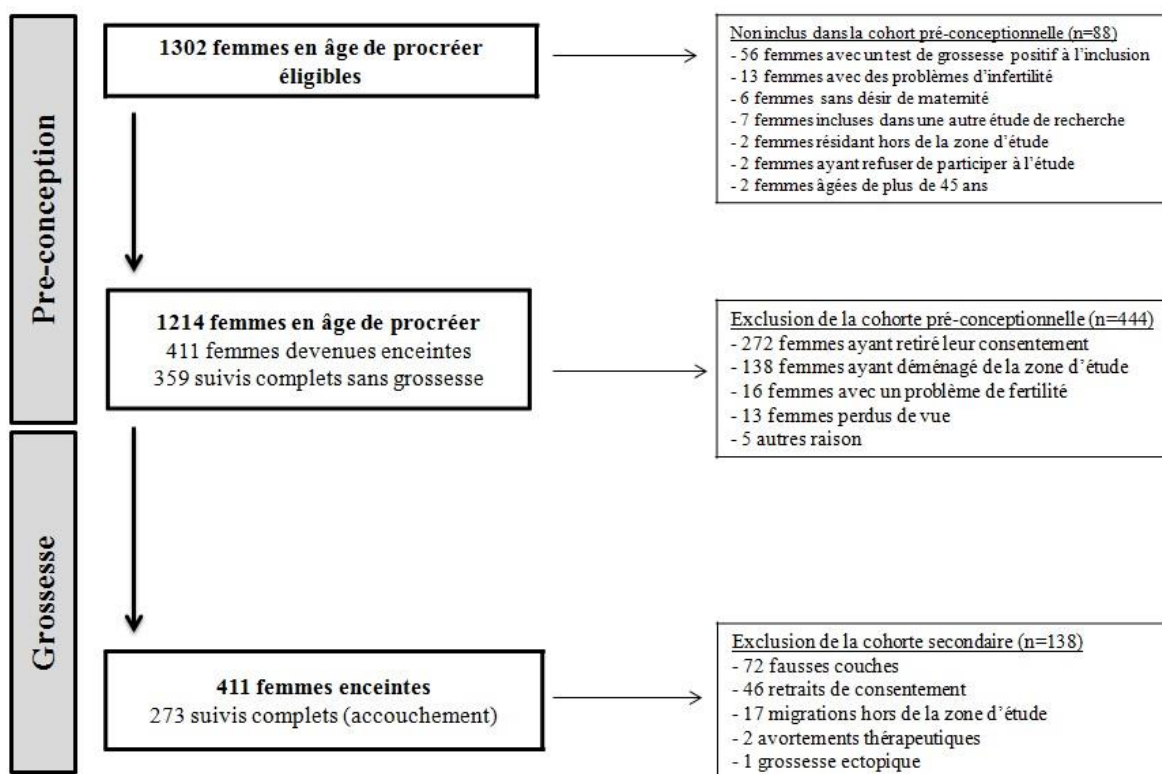 Pre-conception
1302 femmes en âge de procréer
éligibles
Non inclus dans la cohort pré-conceptionnelle (n=88)
- 56 femmes avec un test de grossesse positif à l'inclusion
- 13 femmes avec des problèmes d'infertilité
- 6 femmes sans désir de maternité
- 7 femmes incluses dans une autre étude de recherche
- 2 femmes résidant hors de la zone d'étude
- 2 femmes ayant refuser de participer à l'étude
- 2 femmes âgées de plus de 45 ans
1214 femmes en âge de procréer
411 femmes devenues enceintes
359 suivis complets sans grossesse
Exclusion de la cohorte pré-conceptionnelle (n=444)
- 272 femmes ayant retiré leur consentement
- 138 femmes ayant déménagé de la zone d'étude
- 16 femmes avec un problème de fertilité
- 13 femmes perdus de vue
- 5 autres raison
Grossesse
411 femmes enceintes
273 suivis complets (accouchement)
Exclusion de la cohorte secondaire (n=138)
- 72 fausses couches
- 46 retraits de consentement
- 17 migrations hors de la zone d'étude
- 2 avortements thérapeutiques
- 1 grossesse ectopique